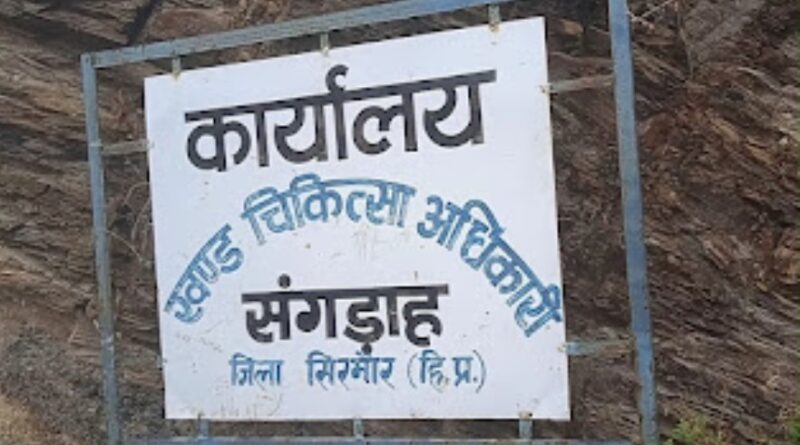 कार्यालय
खण्ड चिकित्सा अधिकारी
संगड़ाह
जिला सिरमौर (हि.प्र.)